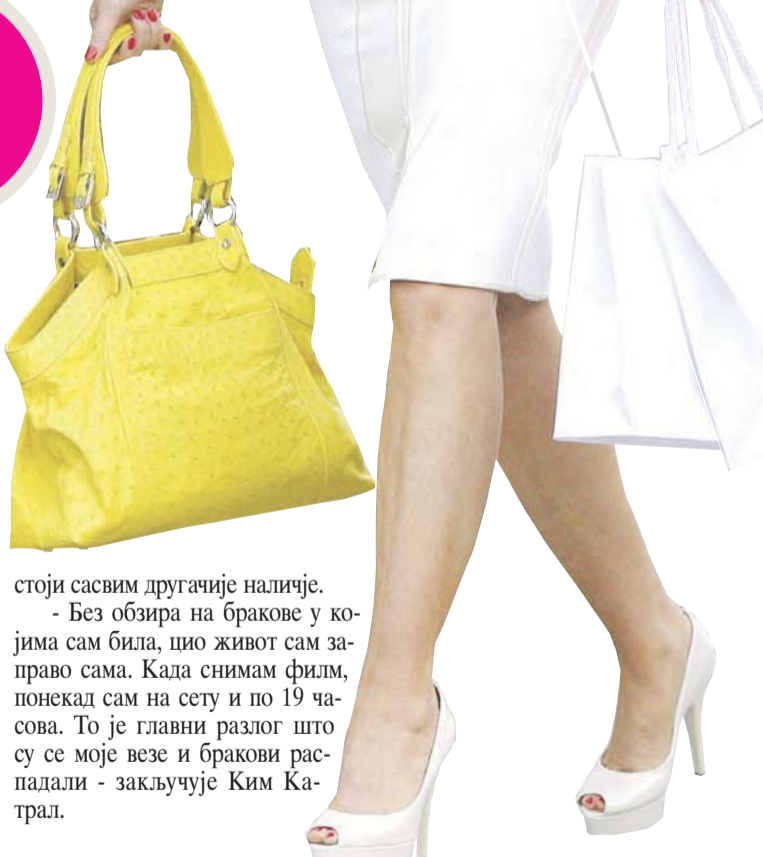 стоји сасвим другачије наличје.
- Без обзира на бракове у ко-
јима сам била, цио живот сам за-
право сама. Када снимам филм,
понекад сам на сету и по 19 ча-
сова. То је главни разлог што
су се моје везе и бракови рас-
падали - закључује Ким Ка-
трал.